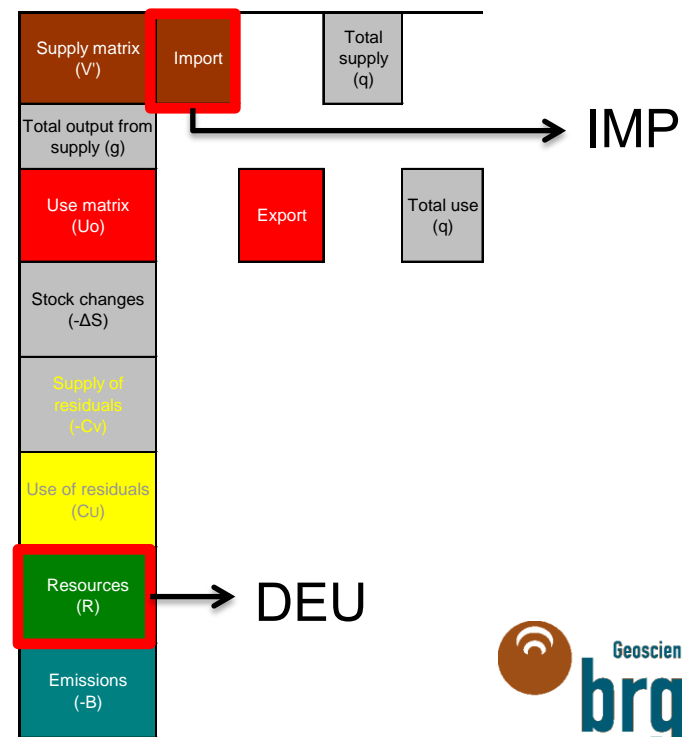 Supply matrix
(V')
Import
Total
supply
(q)
IMP
Total output from
supply (g)
Use matrix
(Uo)
Export
Total use
(q)
Stock changes
(-ΔS)
Supply of
residuals
(-Cv)
Use of residuals
(CU)
Resources
(R)
DEU
Emissions
(-B)
Geoscien
brg